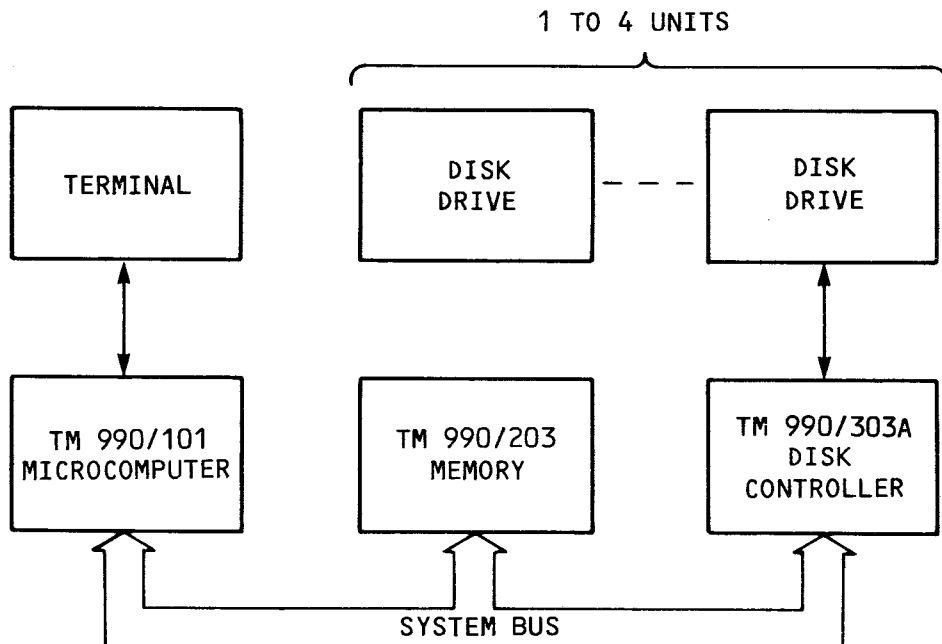 1 TO 4 UNITS
TERMINAL
DISK
DRIVE
DISK
DRIVE
TM 990/101
MICROCOMPUTER
TM 990/203
MEMORY
TM 990/303A
DISK
CONTROLLER
SYSTEM BUS